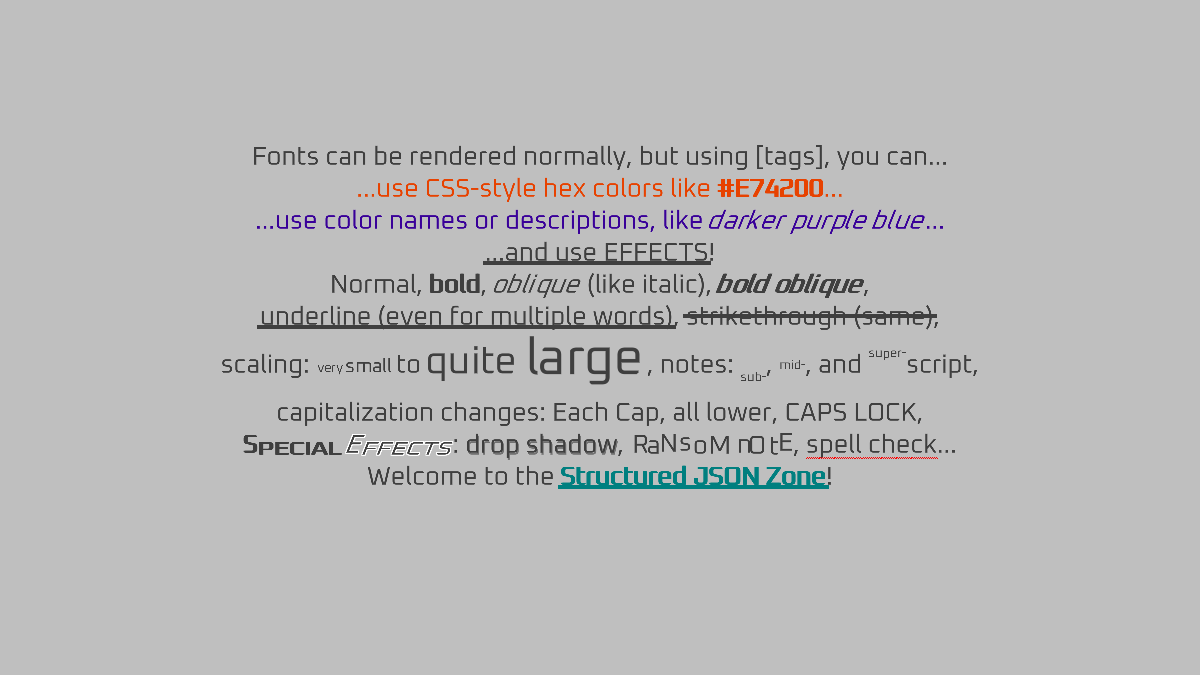 Fonts can be rendered normally, but using [tags], you can...
...use CSS-style hex colors like #E74200...
...use color names or descriptions, like darker purple blue...
...and use EFFECTS!
Normal, bold, oblique (like italic), bold oblique,
underline (even for multiple words), strikethrough (same),
scaling: very small to quite large, notes: sub-, mid-, and super-script,
capitalization changes: Each Cap, all lower, CAPS LOCK,
Special Effects: drop shadow, RaNsoM nOtE, spell check...
Welcome to the Structured JSON Zone!